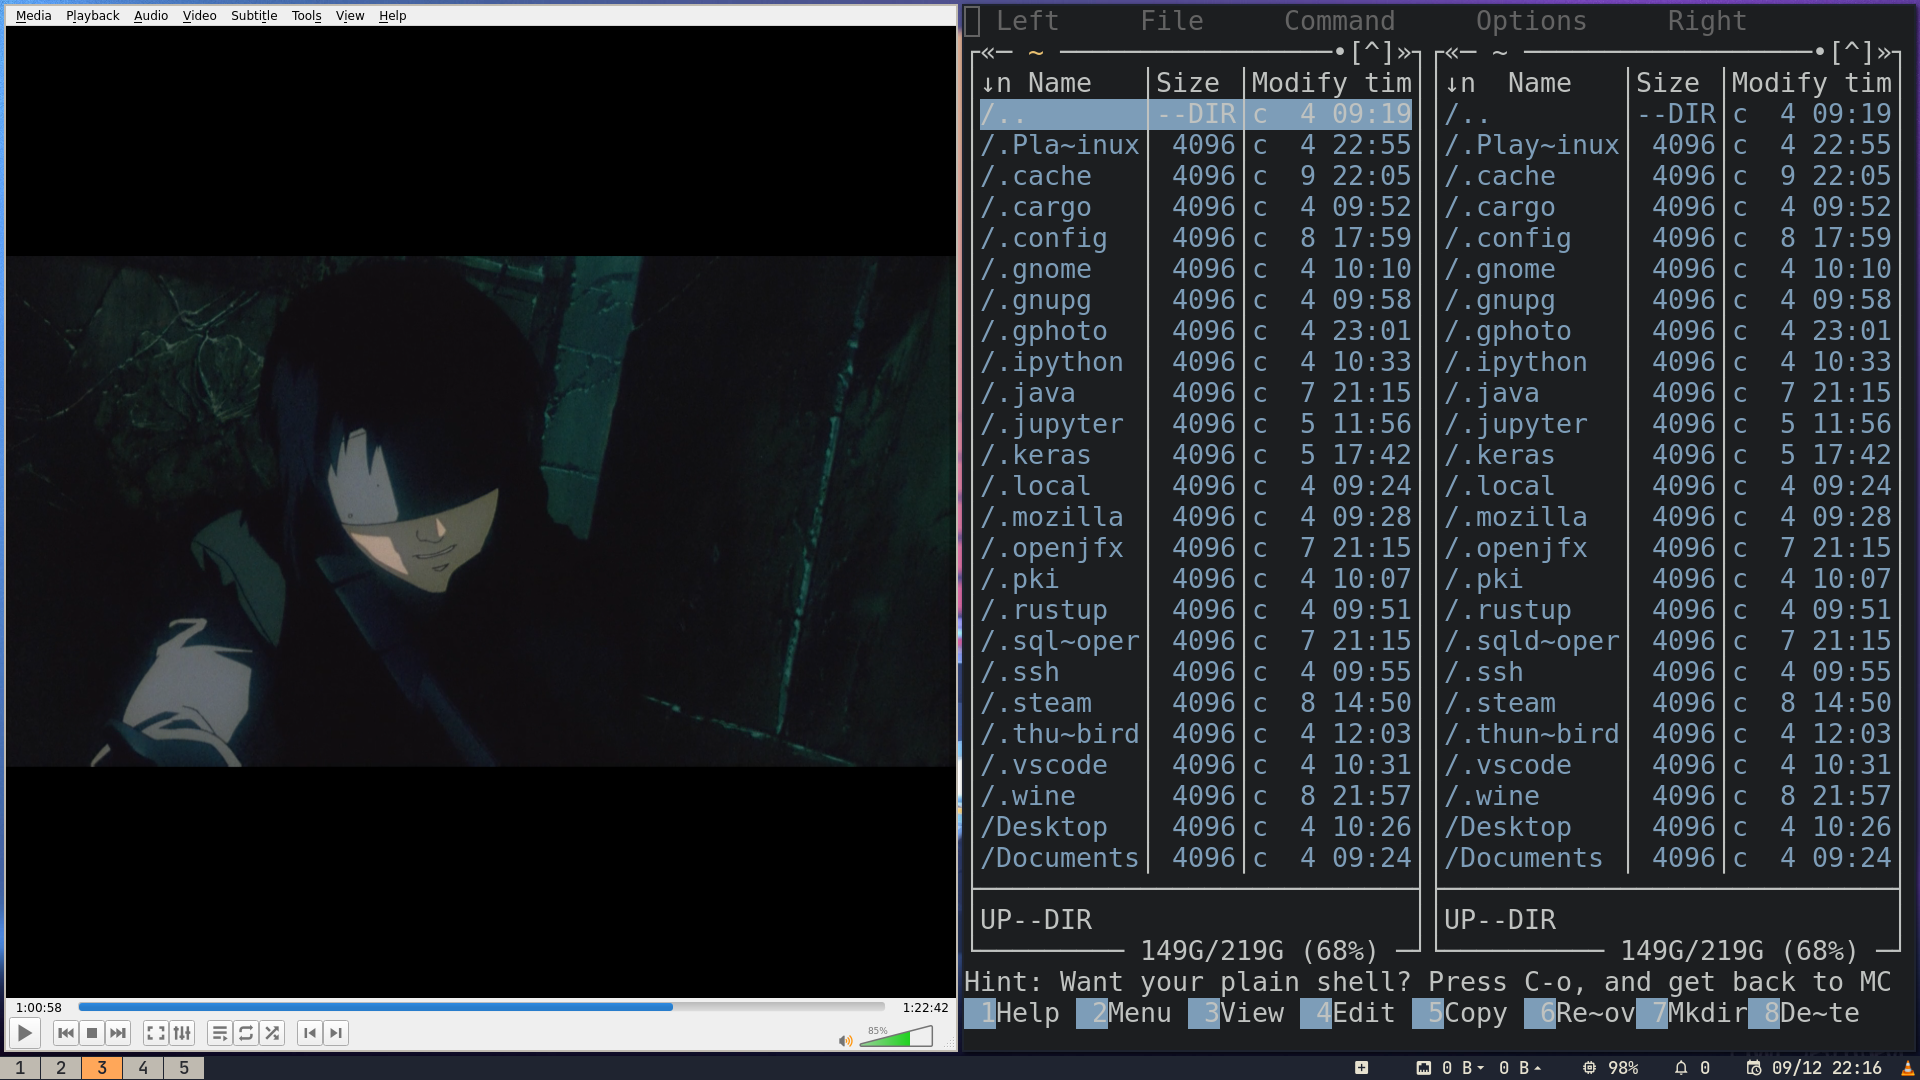 Media Playback Audio Video Subtitle Tools View Help
Left File Command Options Right
«─ ~ ─•[^]» «─ ~ ─•[^]»
↓n Name Size Modify tim ↓n Name Size Modify tim
/.. --DIR c 4 09:19 /.. --DIR c 4 09:19
/.Pla~inux 4096 c 4 22:55 /.Play~inux 4096 c 4 22:55
/.cache 4096 c 9 22:05 /.cache 4096 c 9 22:05
/.cargo 4096 c 4 09:52 /.cargo 4096 c 4 09:52
/.config 4096 c 8 17:59 /.config 4096 c 8 17:59
/.gnome 4096 c 4 10:10 /.gnome 4096 c 4 10:10
/.gnupg 4096 c 4 09:58 /.gnupg 4096 c 4 09:58
/.gphoto 4096 c 4 23:01 /.gphoto 4096 c 4 23:01
/.ipython 4096 c 4 10:33 /.ipython 4096 c 4 10:33
/.java 4096 c 7 21:15 /.java 4096 c 7 21:15
/.jupyter 4096 c 5 11:56 /.jupyter 4096 c 5 11:56
/.keras 4096 c 5 17:42 /.keras 4096 c 5 17:42
/.local 4096 c 4 09:24 /.local 4096 c 4 09:24
/.mozilla 4096 c 4 09:28 /.mozilla 4096 c 4 09:28
/.openjfx 4096 c 7 21:15 /.openjfx 4096 c 7 21:15
/.pki 4096 c 4 10:07 /.pki 4096 c 4 10:07
/.rustup 4096 c 4 09:51 /.rustup 4096 c 4 09:51
/.sql~oper 4096 c 7 21:15 /.sqld~oper 4096 c 7 21:15
/.ssh 4096 c 4 09:55 /.ssh 4096 c 4 09:55
/.steam 4096 c 8 14:50 /.steam 4096 c 8 14:50
/.thu~bird 4096 c 4 12:03 /.thun~bird 4096 c 4 12:03
/.vscode 4096 c 4 10:31 /.vscode 4096 c 4 10:31
/.wine 4096 c 8 21:57 /.wine 4096 c 8 21:57
/Desktop 4096 c 4 10:26 /Desktop 4096 c 4 10:26
/Documents 4096 c 4 09:24 /Documents 4096 c 4 09:24
UP--DIR UP--DIR
149G/219G (68%) 149G/219G (68%)
Hint: Want your plain shell? Press C-o, and get back to MC
1Help 2Menu 3View 4Edit 5Copy 6Re~ov 7Mkdir 8De~te
1:00:58 1:22:42
85%
1 2 3 4 5 0 B 0 B 98% 0 09/12 22:16